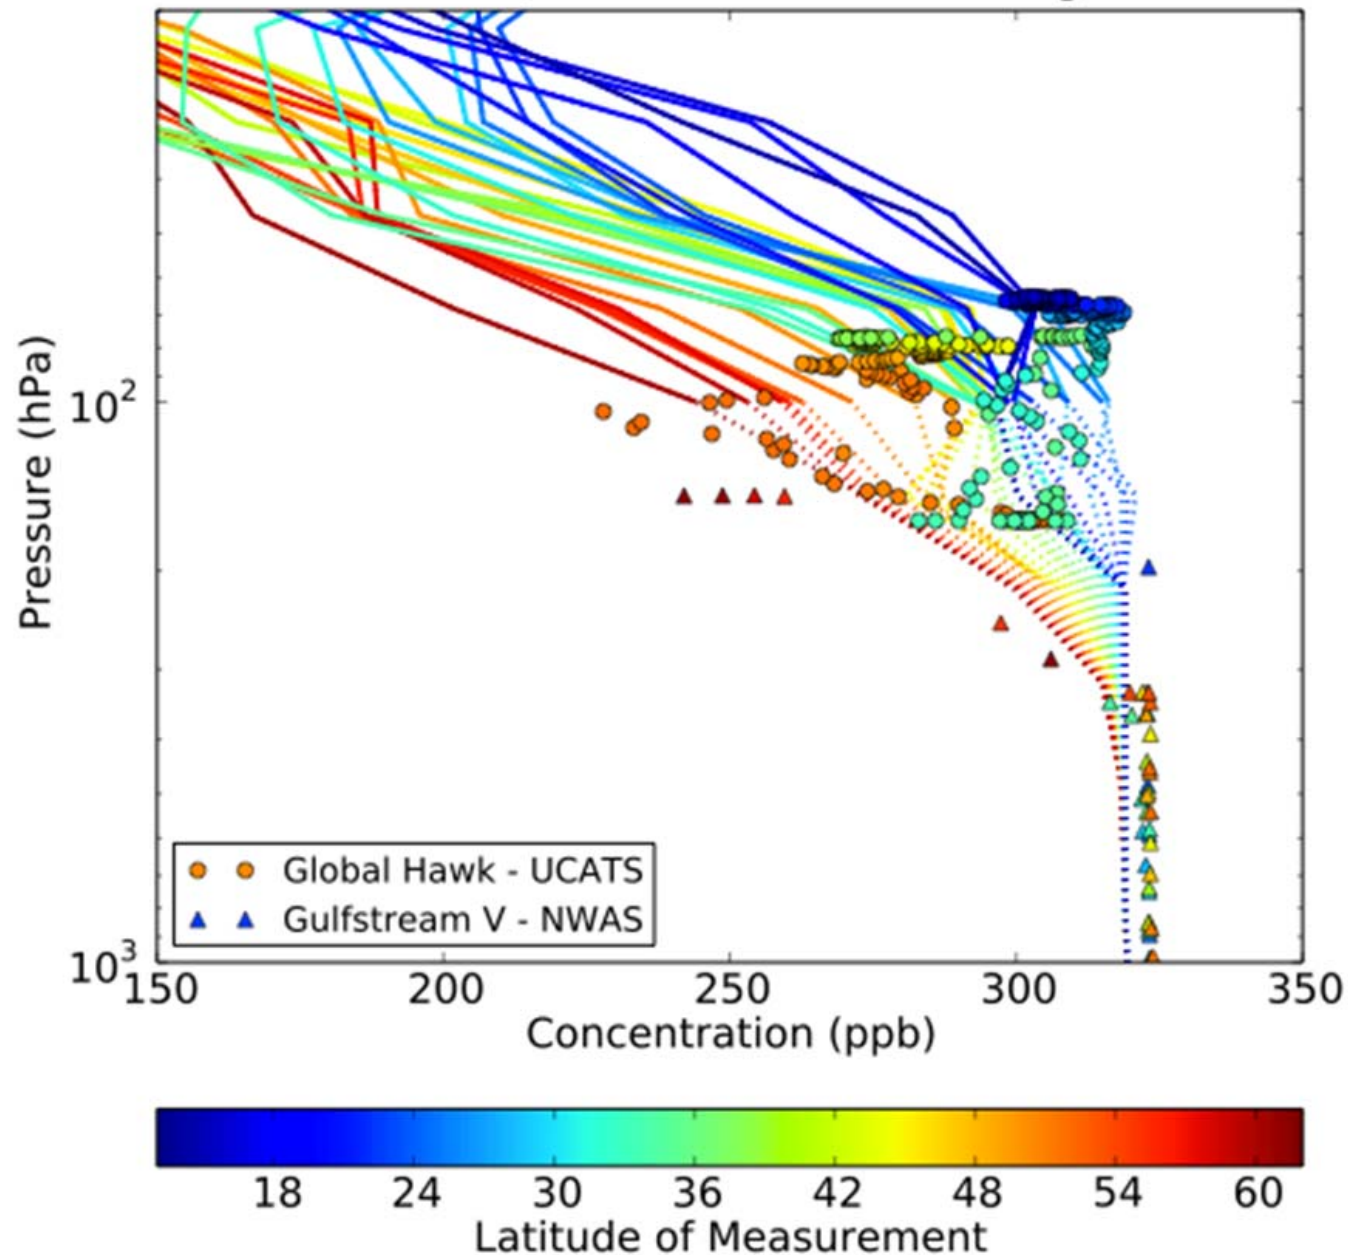 Pressure (hPa)
10²
10³
150 200 250 300 350
Concentration (ppb)
Global Hawk - UCATS
Gulfstream V - NWAS
18 24 30 36 42 48 54 60
Latitude of Measurement